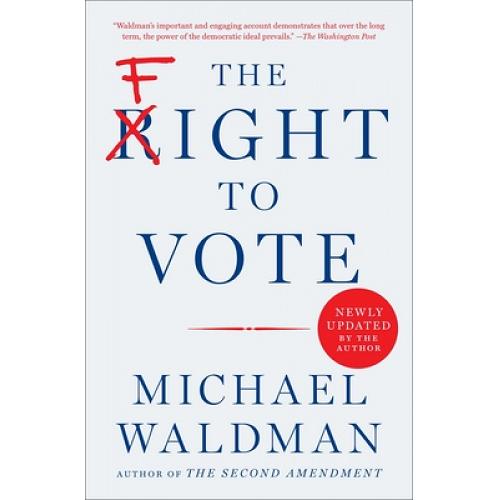 "Waldman's important and engaging account demonstrates that over the long
term, the power of the democratic ideal prevails." —The Washington Post
THE
F
RIGHT
TO
VOTE
NEWLY
UPDATED
BY THE
AUTHOR
MICHAEL
WALDMAN
AUTHOR OF THE SECOND AMENDMENT